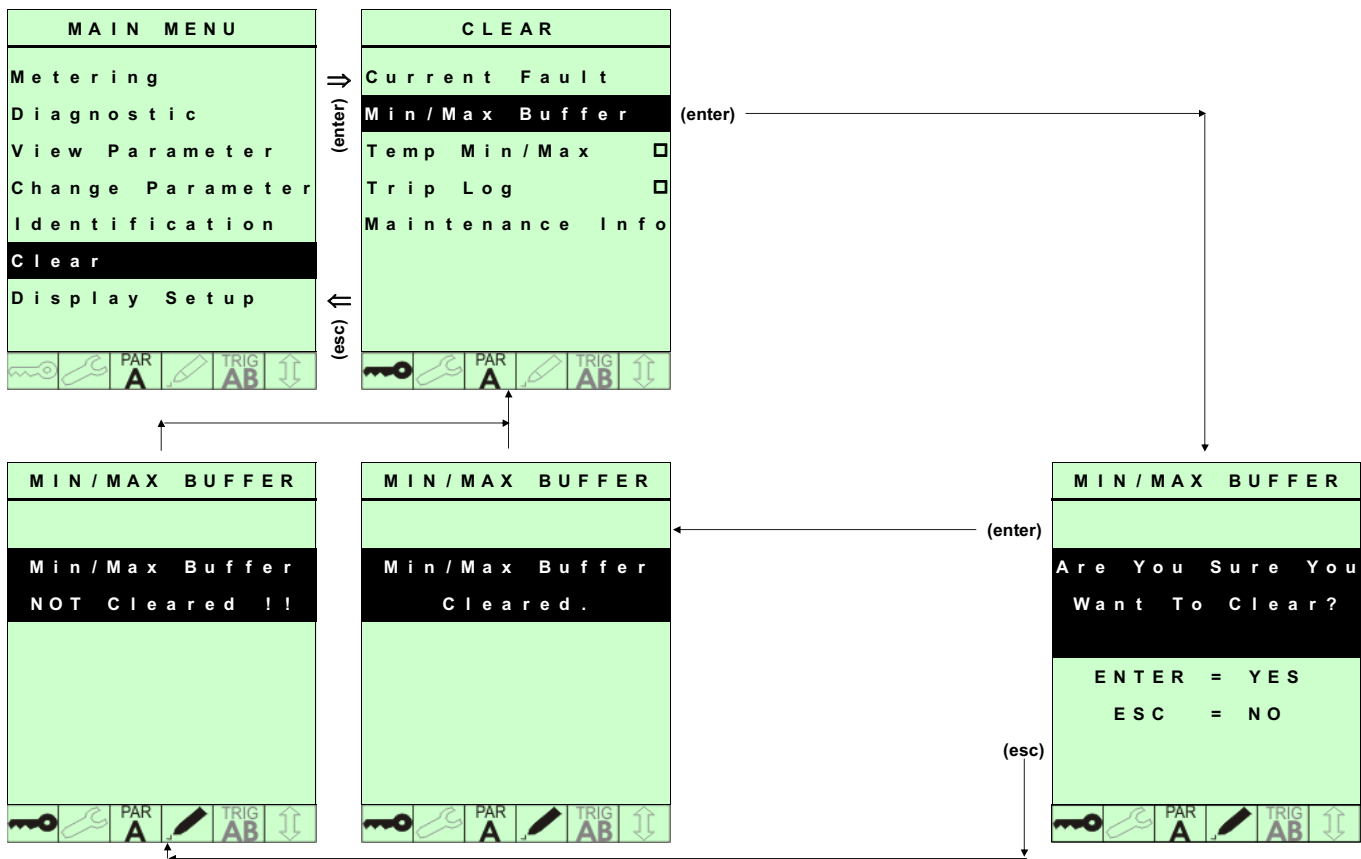 MAIN MENU
Metering
Diagnostic
View Parameter
Change Parameter
Identification
Clear
Display Setup
PAR
A
TRIG
AB
(enter)
(esc)
CLEAR
Current Fault
Min/Max Buffer
Temp Min/Max
Trip Log
Maintenance Info
PAR
A
TRIG
AB
(enter)
MIN/MAX BUFFER
Min/Max Buffer
NOT Cleared !!
PAR
A
TRIG
AB
MIN/MAX BUFFER
Min/Max Buffer
Cleared.
PAR
A
TRIG
AB
(enter)
(esc)
MIN/MAX BUFFER
Are You Sure You
Want To Clear?
ENTER = YES
ESC = NO
PAR
A
TRIG
AB